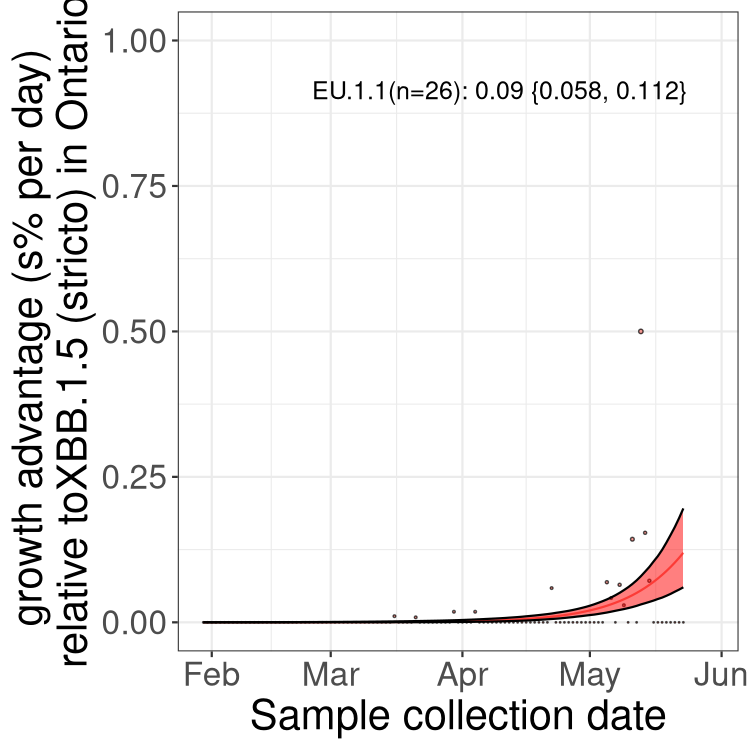 growth advantage (s% per day)
relative toXBB.1.5 (stricto) in Ontario
1.00
0.75
0.50
0.25
0.00
EU.1.1(n=26): 0.09 {0.058, 0.112}
Feb Mar Apr May Jun
Sample collection date